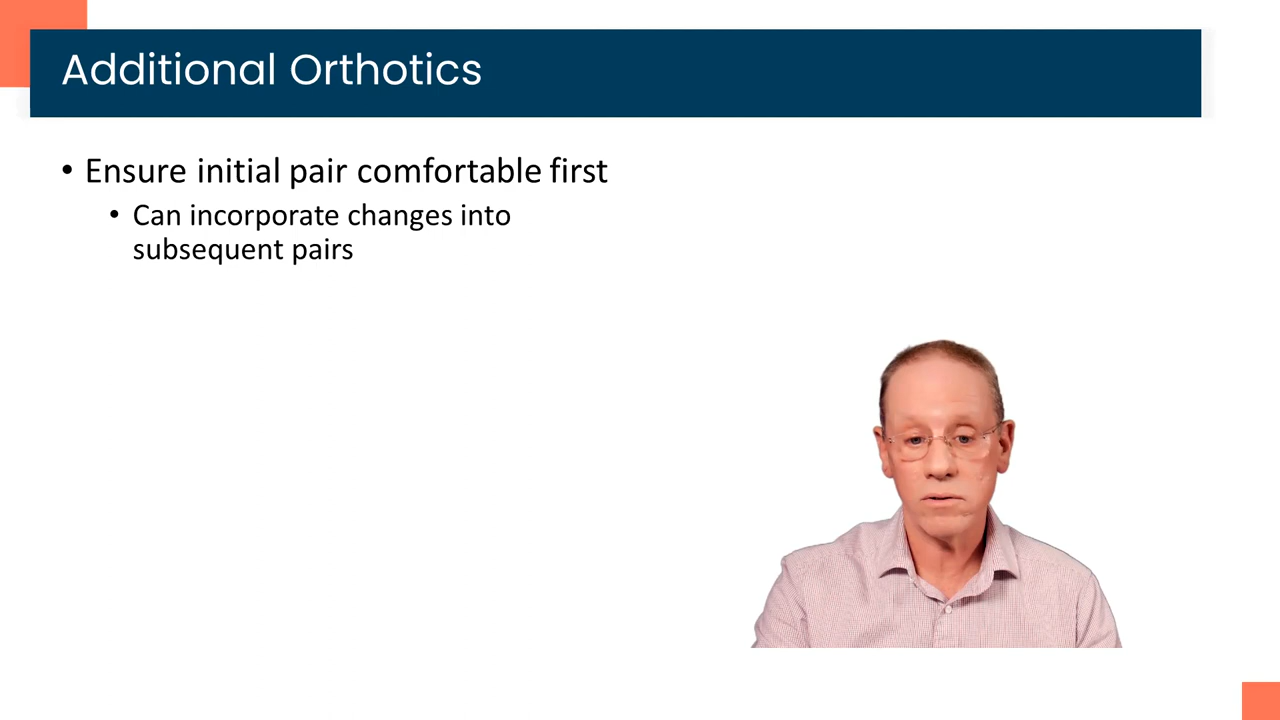 Additional Orthotics
• Ensure initial pair comfortable first
• Can incorporate changes into
subsequent pairs